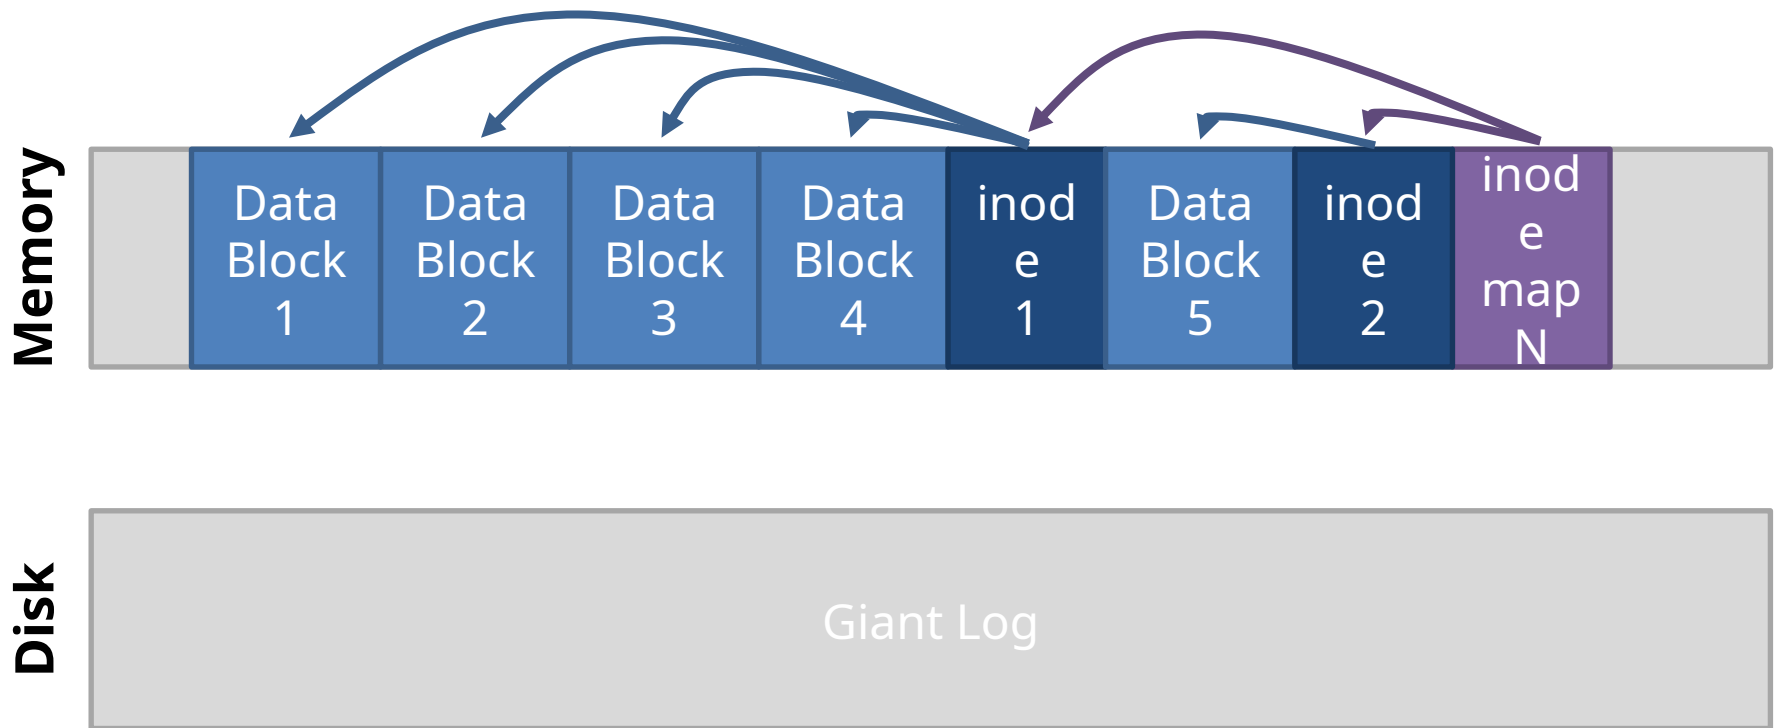 Memory
Data
Block
1
Data
Block
2
Data
Block
3
Data
Block
4
inod
e
1
Data
Block
5
inod
e
2
inod
e
map
N
Disk
Giant Log